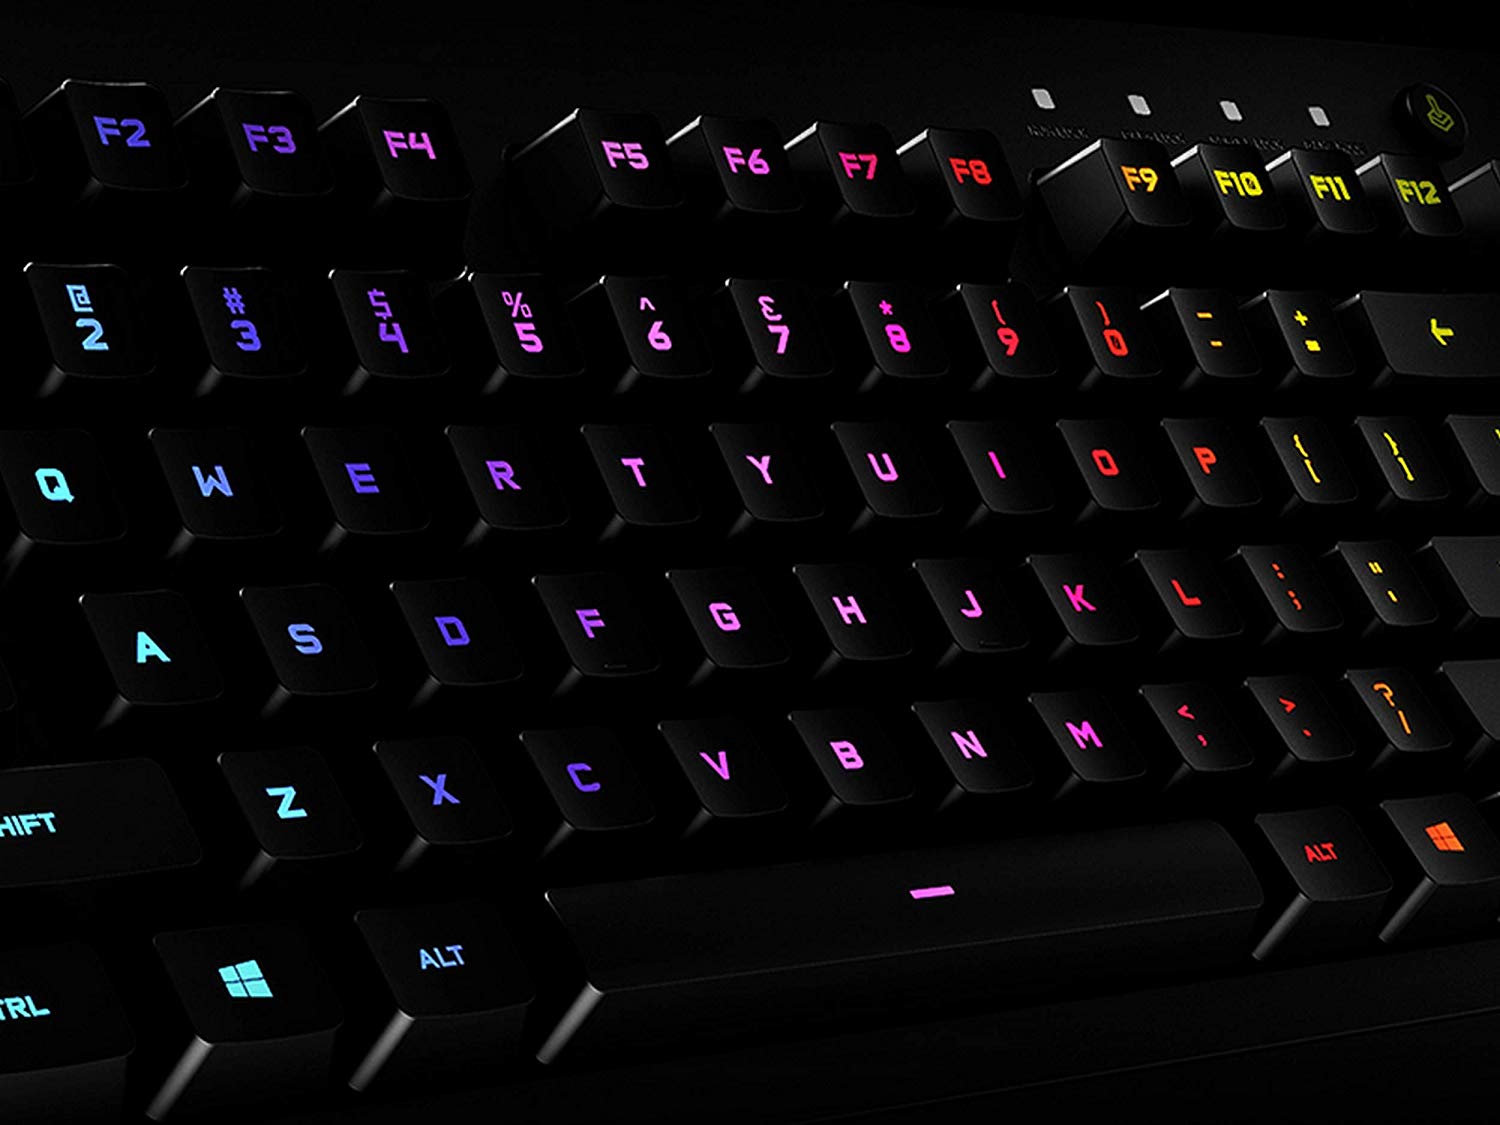 F2 F3 F4 F5 F6 F7 F8 F9 F10 F11 F12
@ # $ % ^ & * ( ) - +
2 3 4 5 6 7 8 9 0 - = ←
Q W E R T Y U I O P { }
[ ]
A S D F G H J K L : "
; '
Z X C V B N M < > ?
, . /
HIFT
TRL ALT ALT